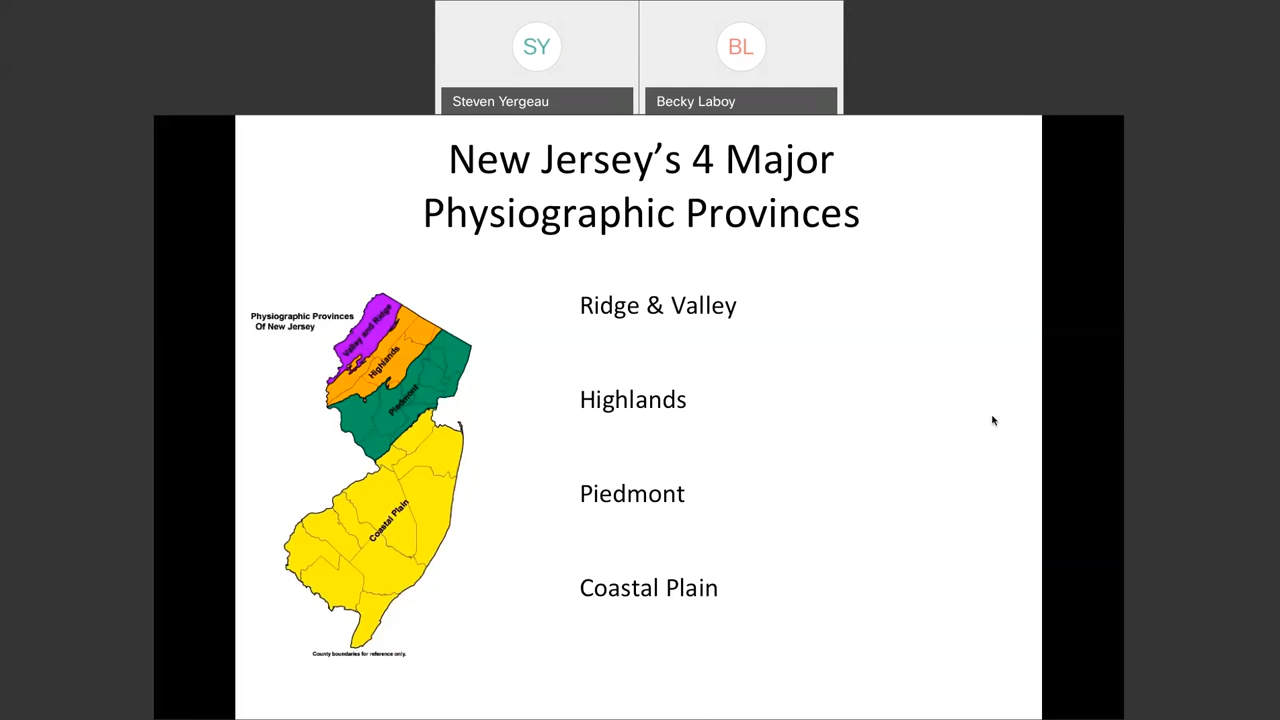 SY
BL
Steven Yergeau
Becky Laboy
New Jersey’s 4 Major
Physiographic Provinces
Physiographic Provinces
Of New Jersey
Valley and Ridge
Highlands
Piedmont
Coastal Plain
County boundaries for reference only.
Ridge & Valley
Highlands
Piedmont
Coastal Plain